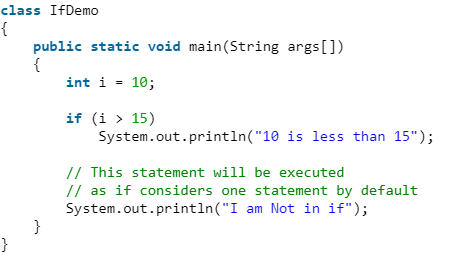 class IfDemo
{
    public static void main(String args[])
    {
        int i = 10;

        if (i > 15)
            System.out.println("10 is less than 15");

        // This statement will be executed
        // as if considers one statement by default
        System.out.println("I am Not in if");
    }
}